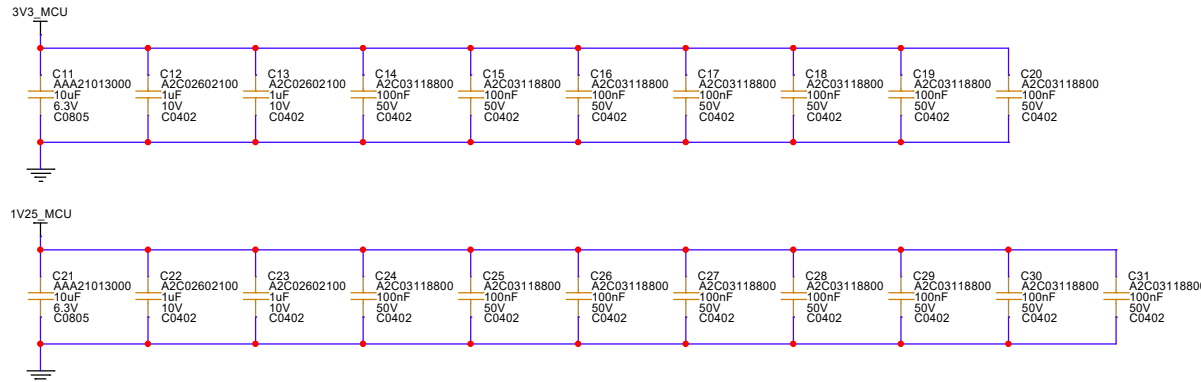 3V3_MCU
C11
AAA21013000
10uF
6.3V
C0805
C12
A2C02602100
1uF
10V
C0402
C13
A2C02602100
1uF
10V
C0402
C14
A2C03118800
100nF
50V
C0402
C15
A2C03118800
100nF
50V
C0402
C16
A2C03118800
100nF
50V
C0402
C17
A2C03118800
100nF
50V
C0402
C18
A2C03118800
100nF
50V
C0402
C19
A2C03118800
100nF
50V
C0402
C20
A2C03118800
100nF
50V
C0402
1V25_MCU
C21
AAA21013000
10uF
6.3V
C0805
C22
A2C02602100
1uF
10V
C0402
C23
A2C02602100
1uF
10V
C0402
C24
A2C03118800
100nF
50V
C0402
C25
A2C03118800
100nF
50V
C0402
C26
A2C03118800
100nF
50V
C0402
C27
A2C03118800
100nF
50V
C0402
C28
A2C03118800
100nF
50V
C0402
C29
A2C03118800
100nF
50V
C0402
C30
A2C03118800
100nF
50V
C0402
C31
A2C03118800
100nF
50V
C0402